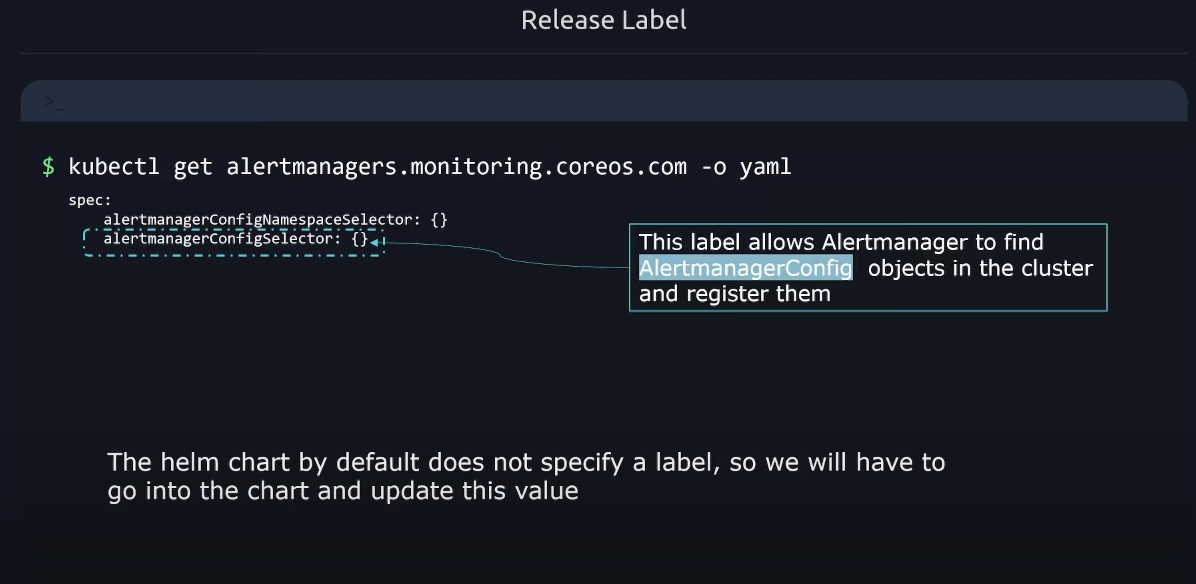 Release Label
>_
$ kubectl get alertmanagers.monitoring.coreos.com -o yaml
spec:
alertmanagerConfigNamespaceSelector: {}
alertmanagerConfigSelector: {}
This label allows Alertmanager to find
AlertmanagerConfig objects in the cluster
and register them
The helm chart by default does not specify a label, so we will have to
go into the chart and update this value